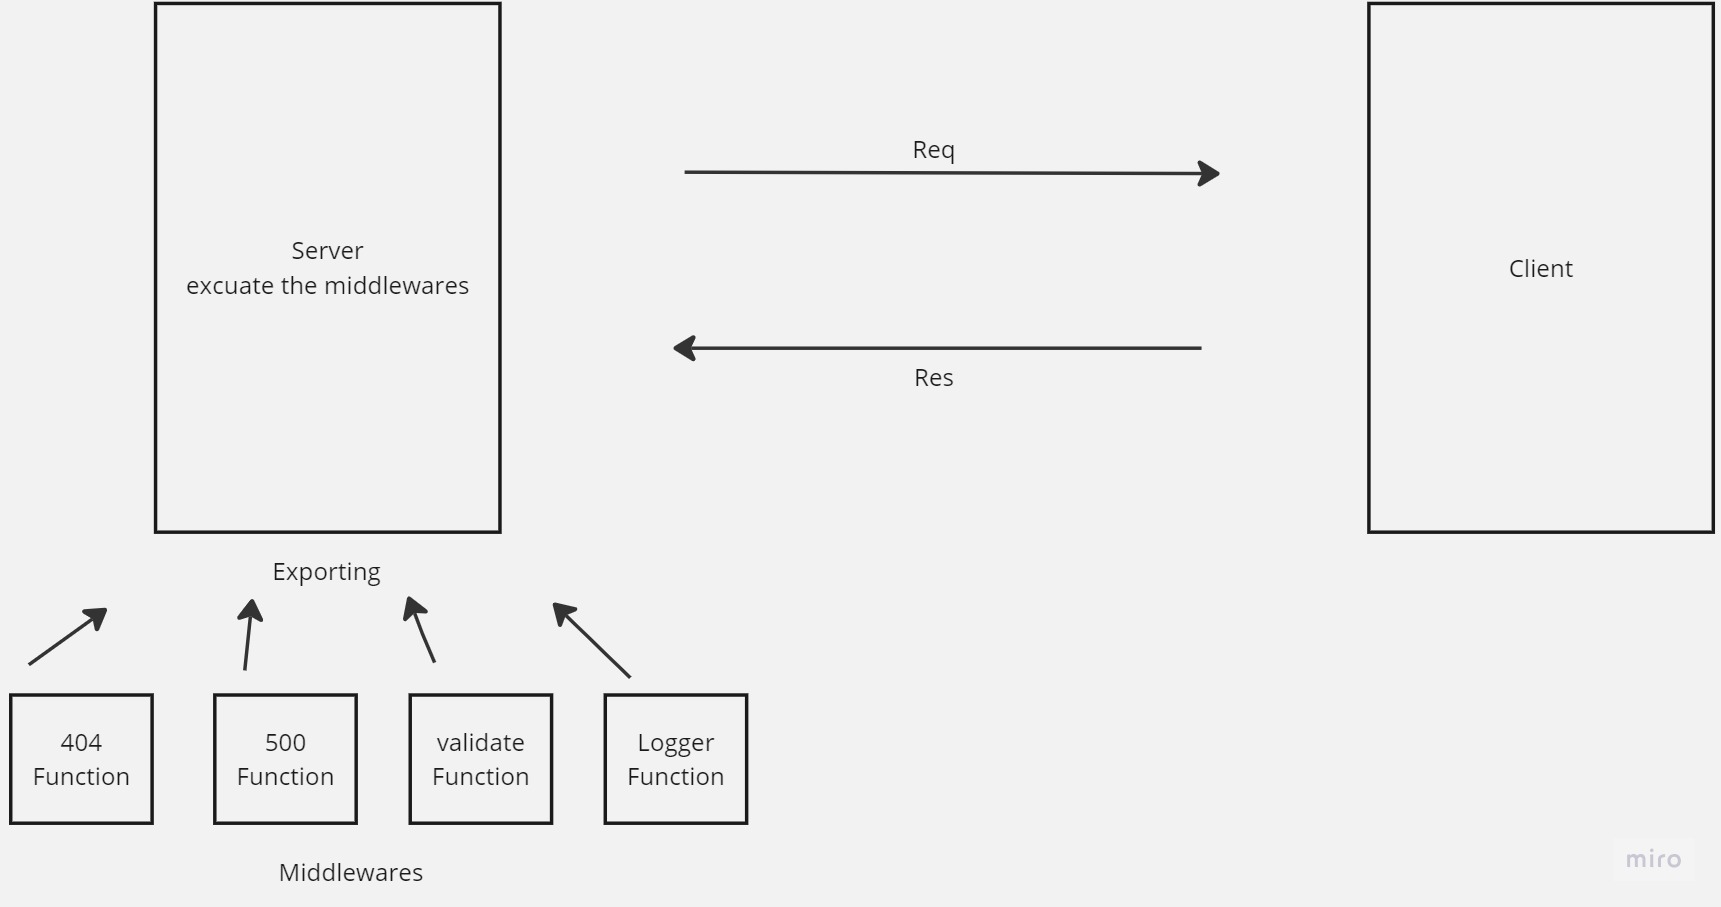 Server
excuate the middlewares
Req
Client
Res
Exporting
404
Function
500
Function
validate
Function
Logger
Function
Middlewares
miro